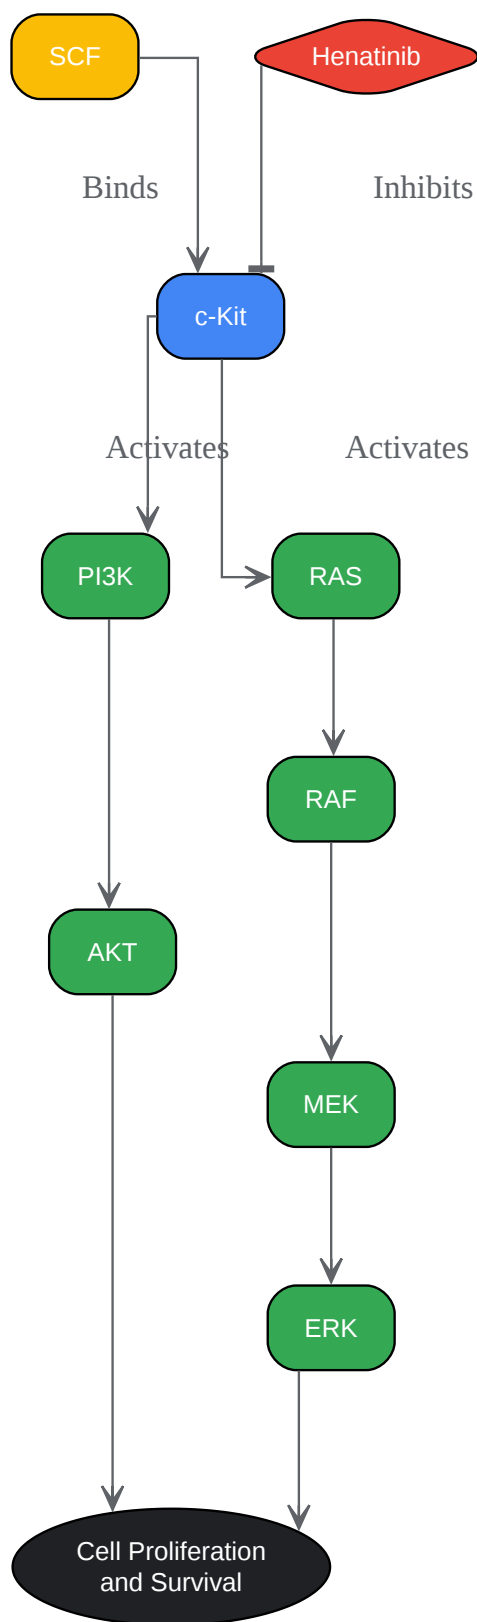 SCF
Henatinib
Binds
Inhibits
c-Kit
Activates
Activates
PI3K
RAS
RAF
AKT
MEK
ERK
Cell Proliferation
and Survival